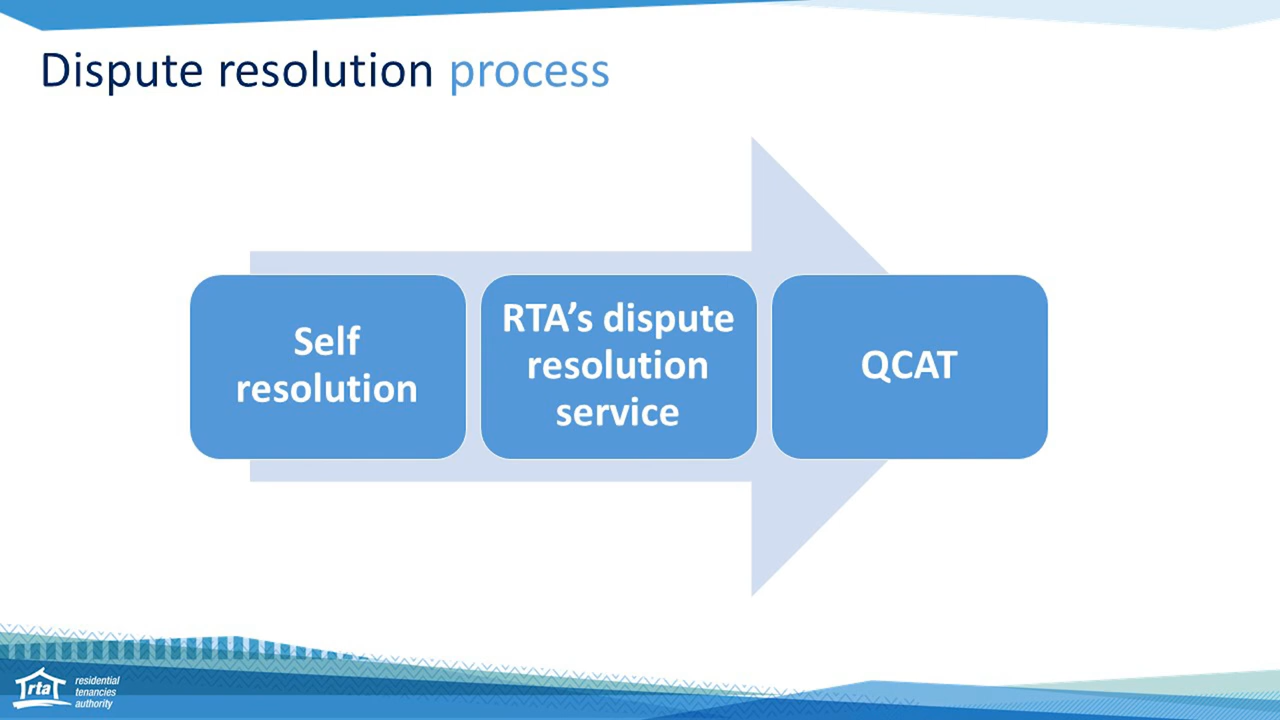 Dispute resolution process
Self
resolution
RTA’s dispute
resolution
service
QCAT
rta
residential
tenancies
authority